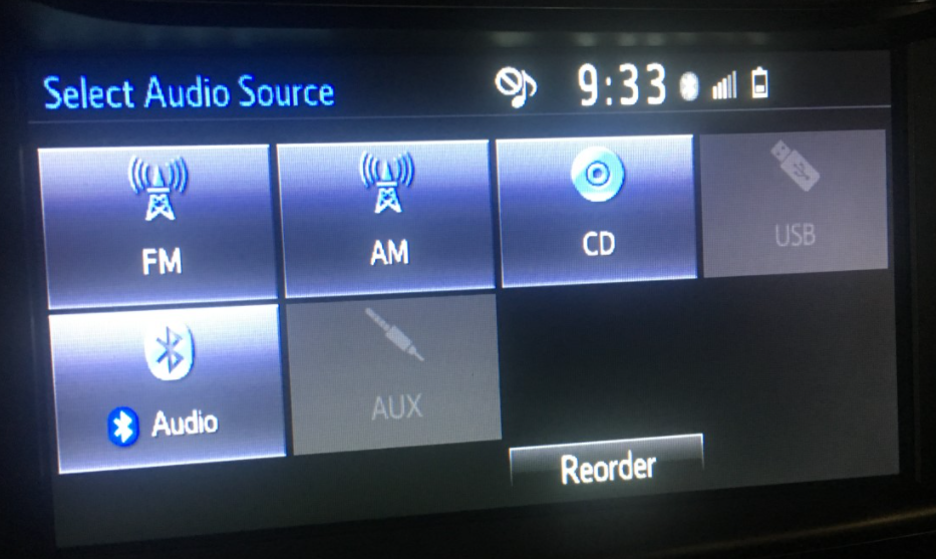 Select Audio Source
9:33
FM
AM
CD
USB
Audio
AUX
Reorder